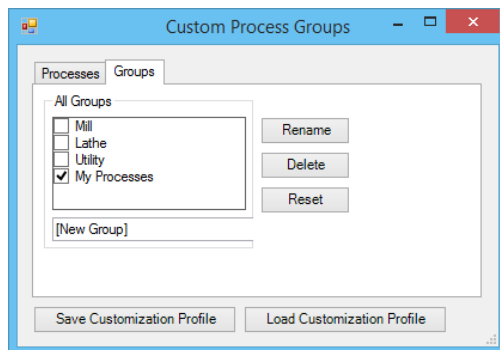 Custom Process Groups
Processes Groups
All Groups
Mill
Lathe
Utility
My Processes
[New Group]
Rename
Delete
Reset
Save Customization Profile Load Customization Profile